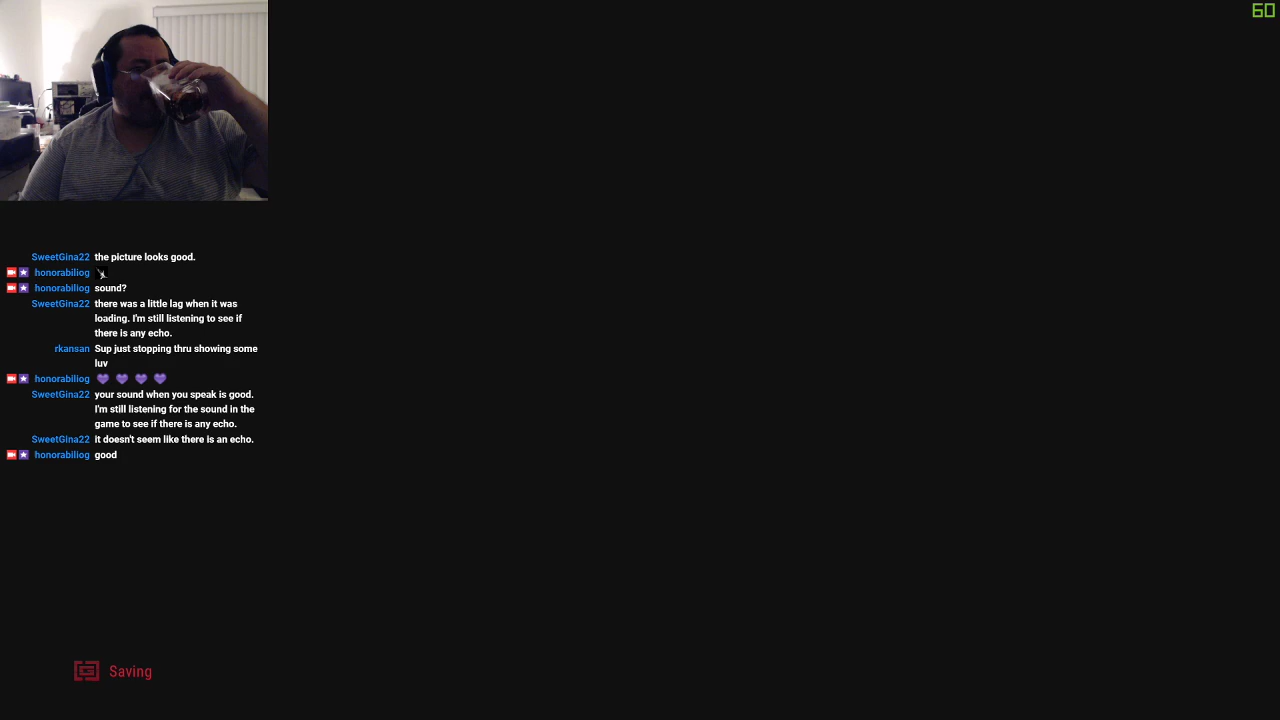 60
SweetGina22 the picture looks good.
honorabiliog
honorabiliog sound?
SweetGina22 there was a little lag when it was
loading. I'm still listening to see if
there is any echo.
rkansan Sup just stopping thru showing some
luv
honorabiliog
SweetGina22 your sound when you speak is good.
I'm still listening for the sound in the
game to see if there is any echo.
SweetGina22 it doesn't seem like there is an echo.
honorabiliog good
Saving